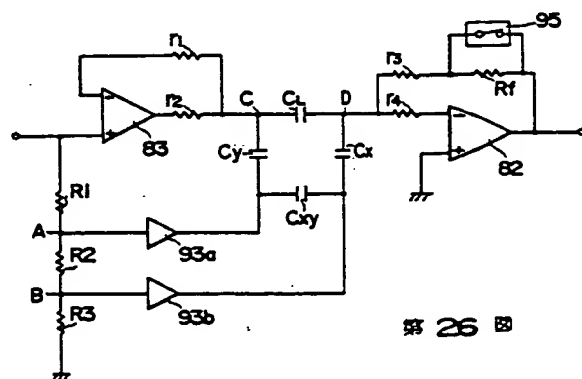 r1
95
r3
Rf
r2
C
CL
D
r4
83
82
Cy
Cx
R1
Cxy
A
93a
R2
B
93b
R3
第 26 図